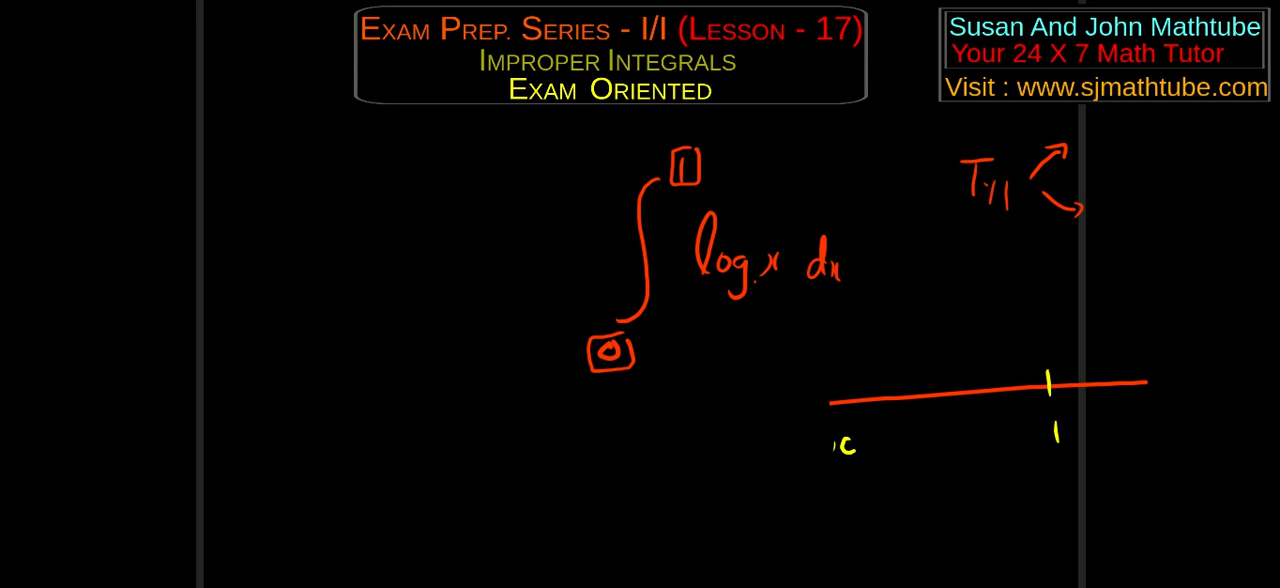 EXAM PREP. SERIES - I/I (LESSON - 17)
IMPROPER INTEGRALS
EXAM ORIENTED
Susan And John Mathtube
Your 24 X 7 Math Tutor
Visit : www.sjmathtube.com
1
∫ log x dx
0
1